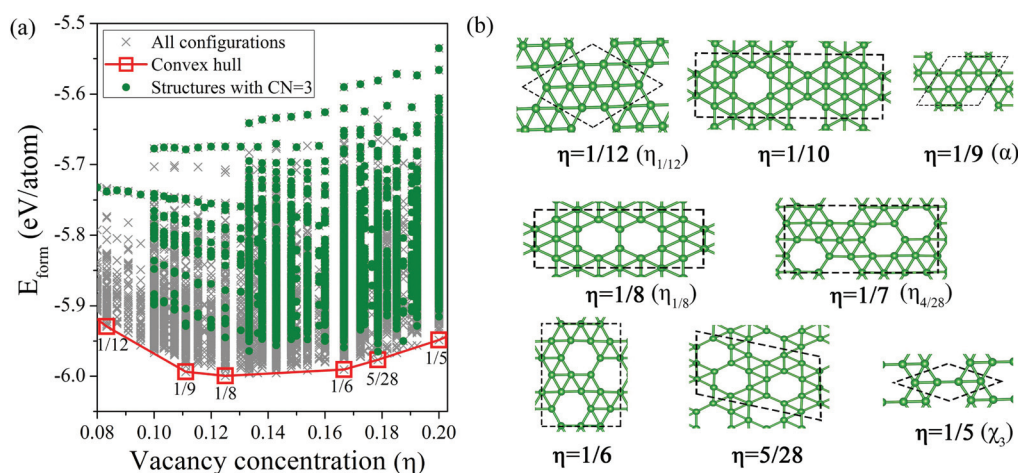 (a)
-5.5
-5.6
-5.7
-5.8
-5.9
-6.0
E_form (eV/atom)
× All configurations
Convex hull
Structures with CN=3
1/12
1/9
1/8
1/6
5/28
1/5
0.08 0.10 0.12 0.14 0.16 0.18 0.20
Vacancy concentration (η)
(b)
η=1/12 (η1/12) η=1/10 η=1/9 (α)
η=1/8 (η1/8) η=1/7 (η4/28)
η=1/6 η=5/28 η=1/5 (χ3)